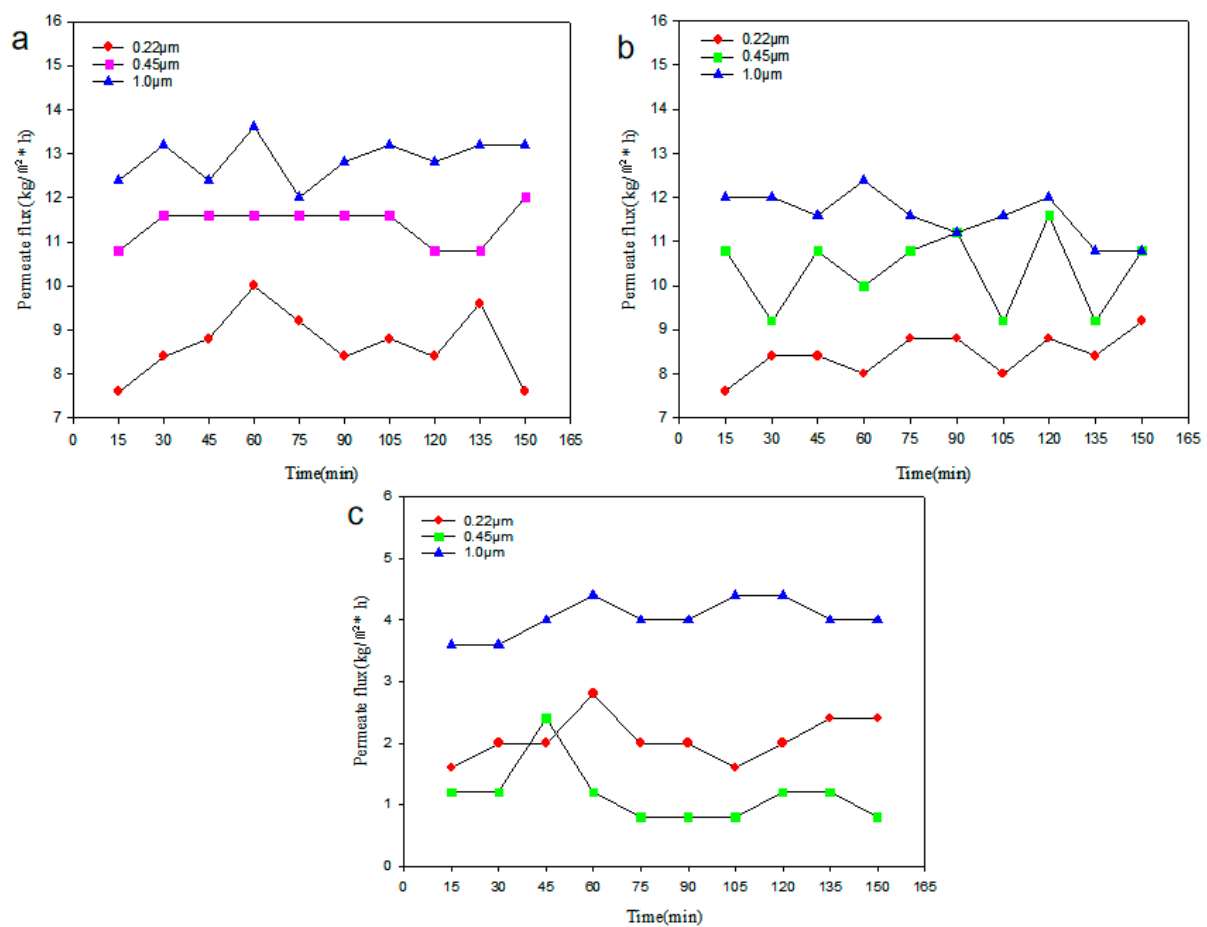 a
0.22µm
0.45µm
1.0µm
16
15
14
13
12
11
10
9
8
7
Permeate flux(kg/㎡* h)
0 15 30 45 60 75 90 105 120 135 150 165
Time(min)
b
0.22µm
0.45µm
1.0µm
16
15
14
13
12
11
10
9
8
7
Permeate flux(kg/㎡* h)
0 15 30 45 60 75 90 105 120 135 150 165
Time(min)
c
0.22µm
0.45µm
1.0µm
6
5
4
3
2
1
0
Permeate flux(kg/㎡* h)
0 15 30 45 60 75 90 105 120 135 150 165
Time(min)